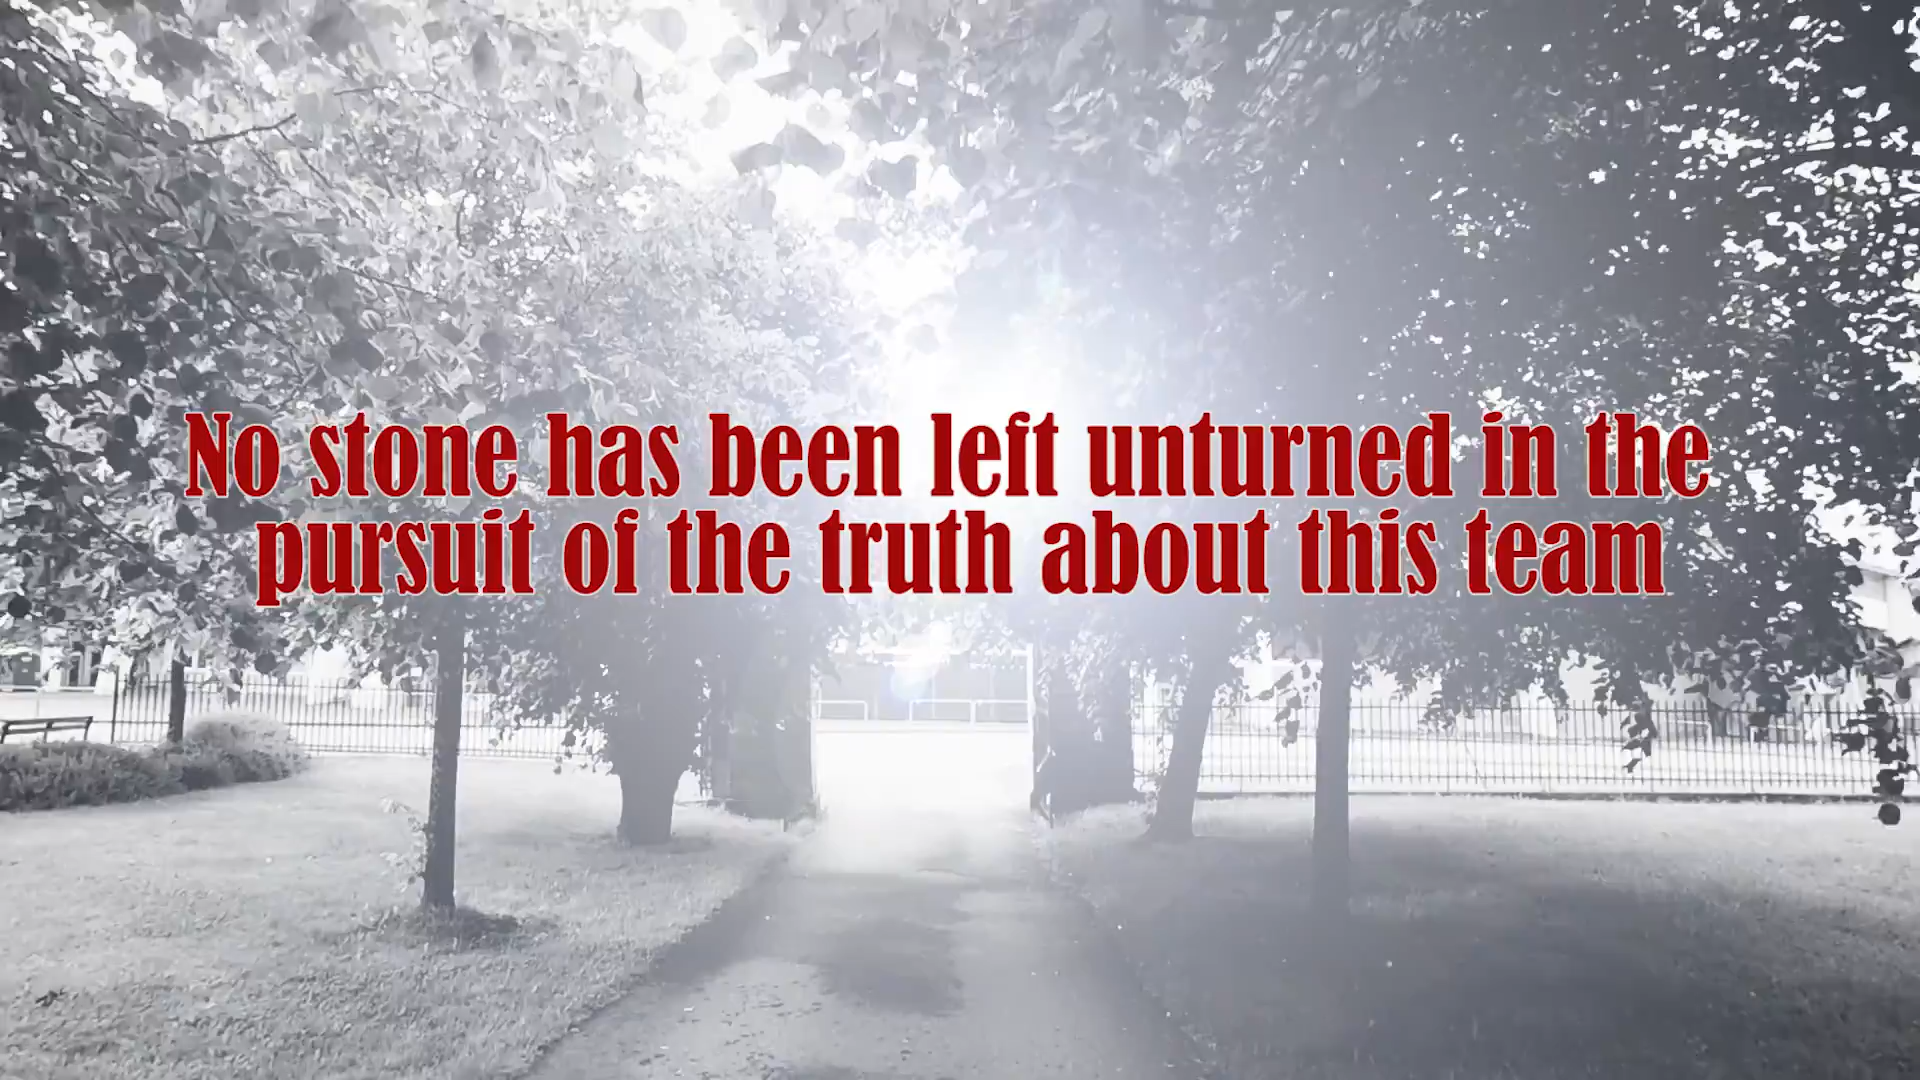 No stone has been left unturned in the
pursuit of the truth about this team